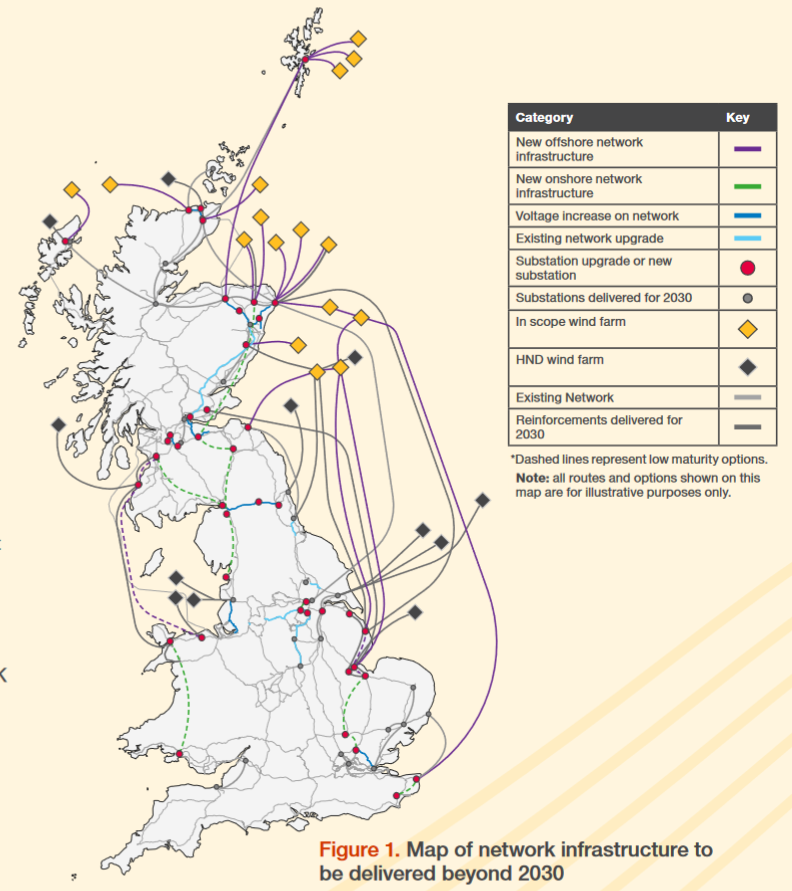 Category Key
New offshore network
infrastructure
New onshore network
infrastructure
Voltage increase on network
Existing network upgrade
Substation upgrade or new
substation
Substations delivered for 2030
In scope wind farm
HND wind farm
Existing Network
Reinforcements delivered for
2030
*Dashed lines represent low maturity options.
Note: all routes and options shown on this
map are for illustrative purposes only.
K
Figure 1. Map of network infrastructure to
be delivered beyond 2030